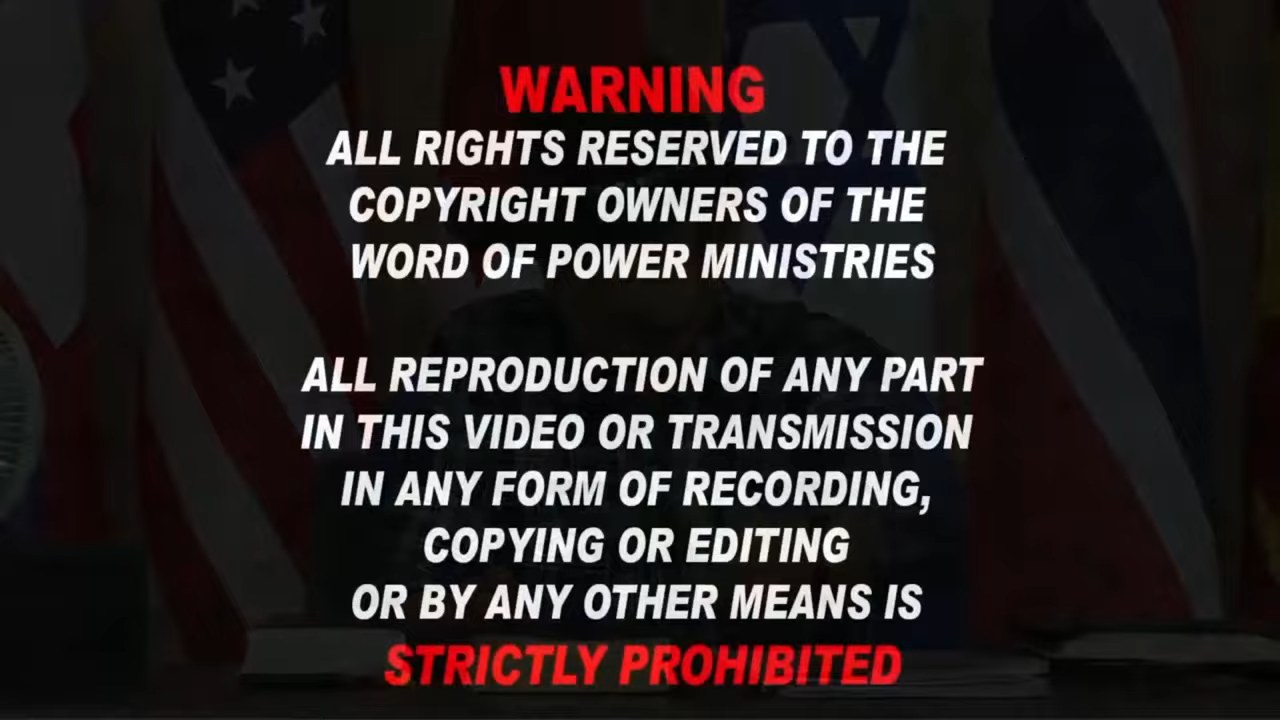 WARNING
ALL RIGHTS RESERVED TO THE
COPYRIGHT OWNERS OF THE
WORD OF POWER MINISTRIES
ALL REPRODUCTION OF ANY PART
IN THIS VIDEO OR TRANSMISSION
IN ANY FORM OF RECORDING,
COPYING OR EDITING
OR BY ANY OTHER MEANS IS
STRICTLY PROHIBITED